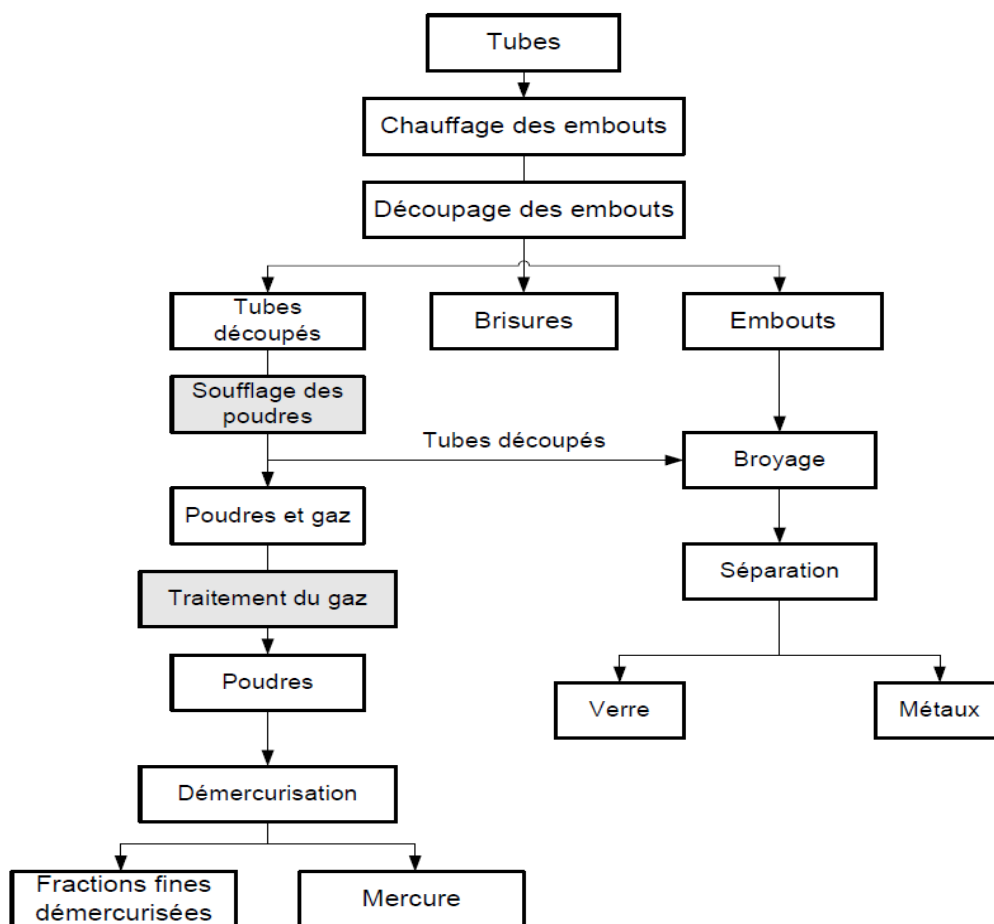 Tubes
Chauffage des embouts
Découpage des embouts
Tubes
découpés
Brisures
Embouts
Soufflage des
poudres
Tubes découpés
Broyage
Poudres et gaz
Séparation
Traitement du gaz
Poudres
Verre
Métaux
Démercurisation
Fractions fines
démercurisées
Mercure